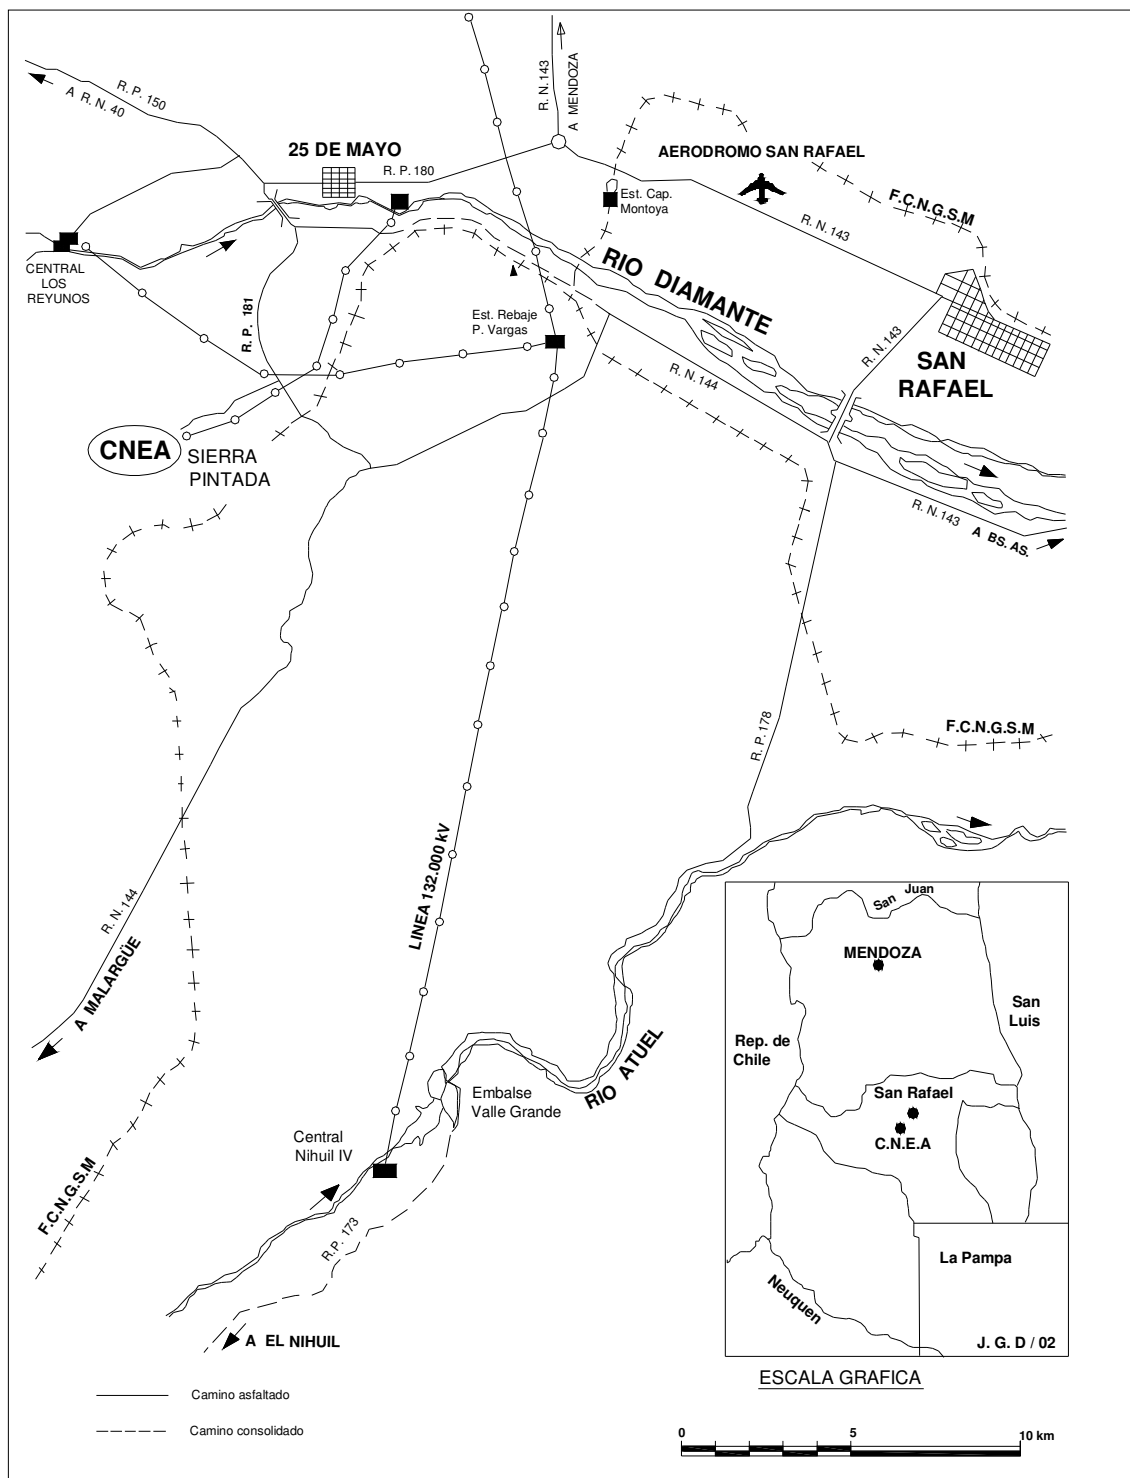 R. P. 150
A R. N. 40
R. N. 143
A MENDOZA
25 DE MAYO
R. P. 180
AERODROMO SAN RAFAEL
Est. Cap.
Montoya
F.C.N.G.S.M
R. N. 143
CENTRAL
LOS
REYUNOS
R. P. 181
RIO DIAMANTE
Est. Rebaje
P. Vargas
R. N. 143
SAN
RAFAEL
R. N. 144
CNEA
SIERRA
PINTADA
R. N. 143
A BS. AS.
R. P. 178
F.C.N.G.S.M
LINEA 132.000 kV
R. N. 144
A MALARGÜE
RIO ATUEL
Embalse
Valle Grande
Central
Nihuil IV
F.C.N.G.S.M
R.P. 173
A EL NIHUIL
San Juan
MENDOZA
San
Luis
Rep. de
Chile
San Rafael
C.N.E.A
La Pampa
Neuquen
J. G. D / 02
ESCALA GRAFICA
Camino asfaltado
Camino consolidado
0 5 10 km